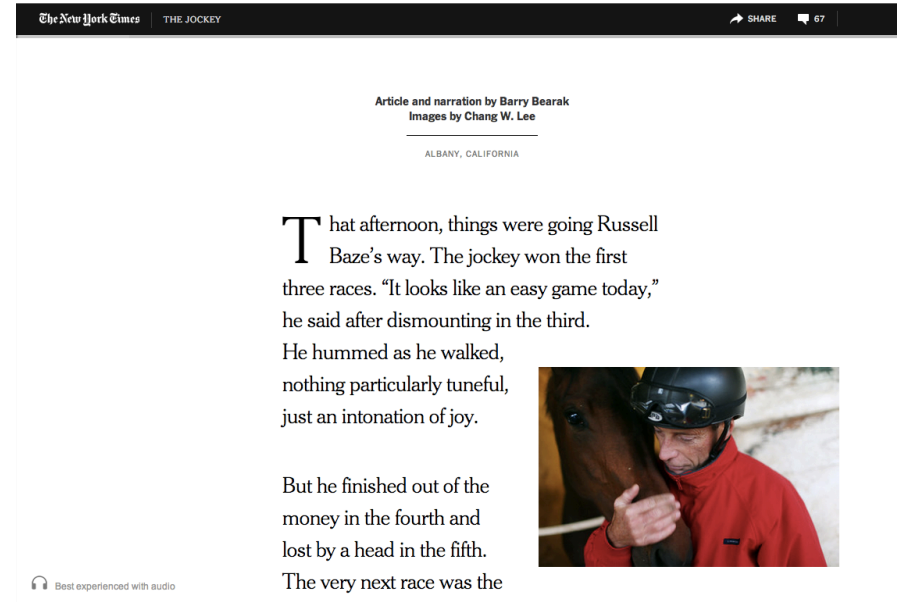 The New York Times
THE JOCKEY
SHARE
67
Article and narration by Barry Bearak
Images by Chang W. Lee
ALBANY, CALIFORNIA
That afternoon, things were going Russell
Baze’s way. The jockey won the first
three races. “It looks like an easy game today,”
he said after dismounting in the third.
He hummed as he walked,
nothing particularly tuneful,
just an intonation of joy.
But he finished out of the
money in the fourth and
lost by a head in the fifth.
The very next race was the
Best experienced with audio